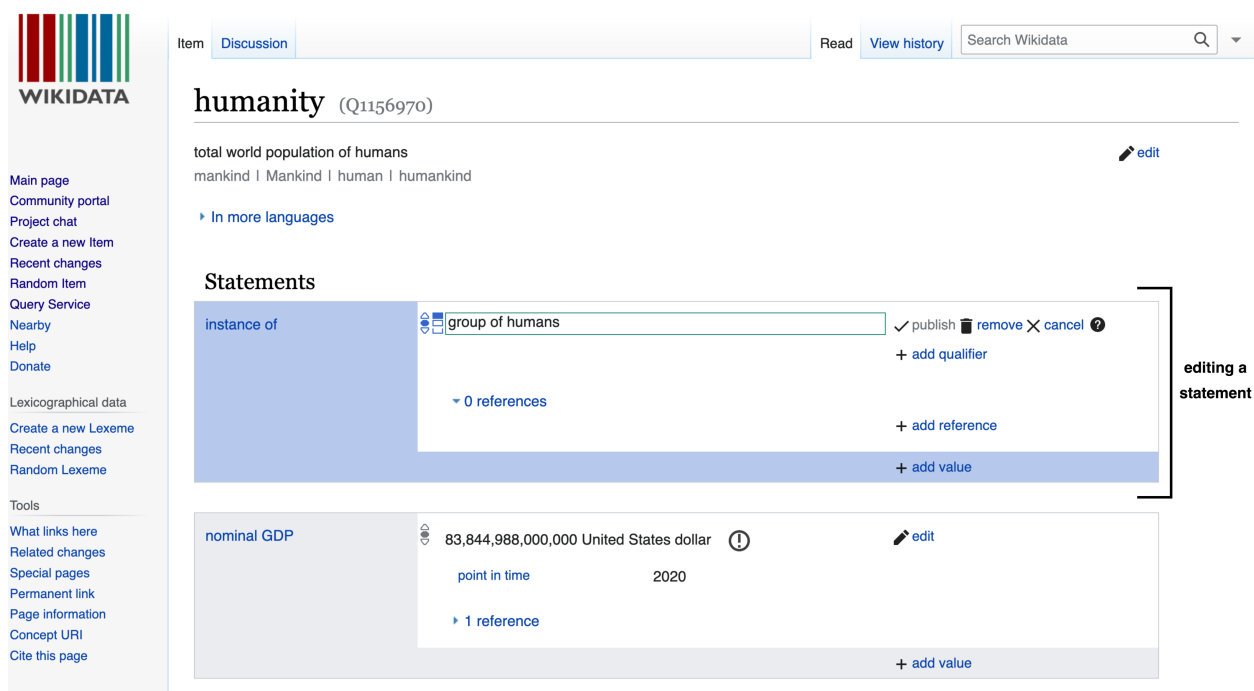 WIKIDATA
Main page
Community portal
Project chat
Create a new Item
Recent changes
Random Item
Query Service
Nearby
Help
Donate
Lexicographical data
Create a new Lexeme
Recent changes
Random Lexeme
Tools
What links here
Related changes
Special pages
Permanent link
Page information
Concept URI
Cite this page
Item Discussion Read View history Search Wikidata
humanity (Q1156970)
total world population of humans edit
mankind | Mankind | human | humankind
In more languages
Statements
instance of group of humans publish remove cancel ?
+ add qualifier
0 references
+ add reference
+ add value
editing a
statement
nominal GDP 83,844,988,000,000 United States dollar edit
point in time 2020
1 reference
+ add value